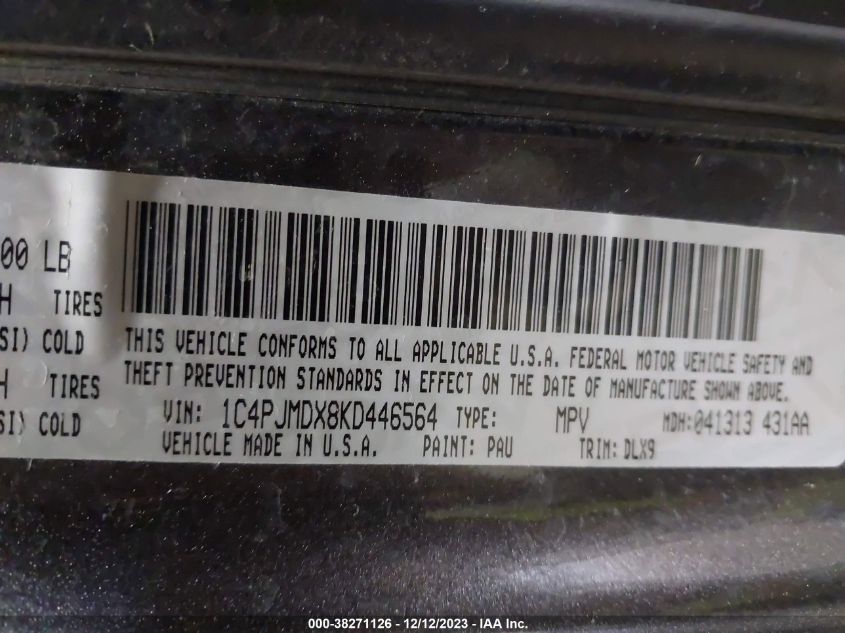 00 LB
H TIRES
SI) COLD
H TIRES
SI) COLD
THIS VEHICLE CONFORMS TO ALL APPLICABLE U.S.A. FEDERAL MOTOR VEHICLE SAFETY AND
THEFT PREVENTION STANDARDS IN EFFECT ON THE DATE OF MANUFACTURE SHOWN ABOVE.
VIN: 1C4PJMDX8KD446564 TYPE: MPV MDH:041313 431AA
VEHICLE MADE IN U.S.A. PAINT: PAU TRIM: DLX9
000-38271126 - 12/12/2023 - IAA Inc.